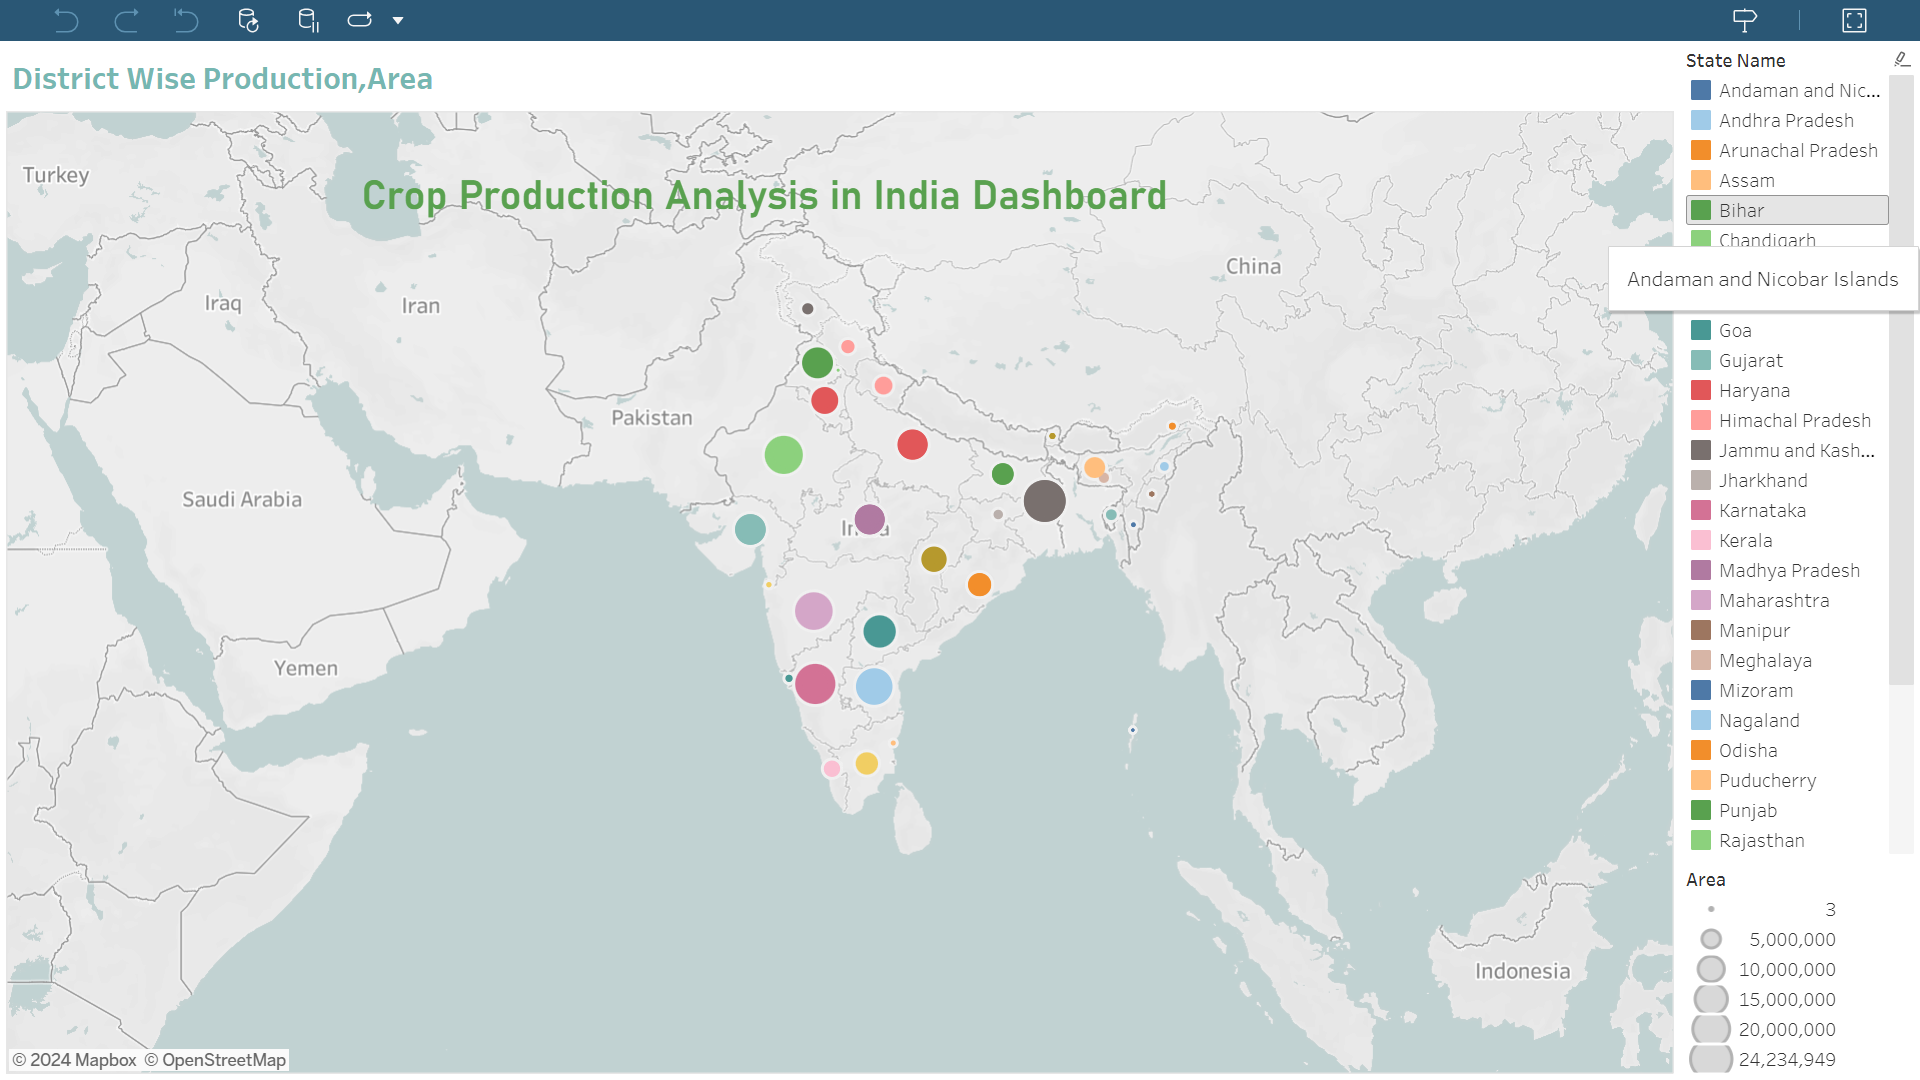 District Wise Production,Area
Crop Production Analysis in India Dashboard
Turkey
Iraq
Iran
China
Pakistan
Saudi Arabia
India
Yemen
Indonesia
© 2024 Mapbox © OpenStreetMap
State Name
Andaman and Nic...
Andhra Pradesh
Arunachal Pradesh
Assam
Bihar
Chandigarh
Andaman and Nicobar Islands
Goa
Gujarat
Haryana
Himachal Pradesh
Jammu and Kash...
Jharkhand
Karnataka
Kerala
Madhya Pradesh
Maharashtra
Manipur
Meghalaya
Mizoram
Nagaland
Odisha
Puducherry
Punjab
Rajasthan
Area
3
5,000,000
10,000,000
15,000,000
20,000,000
24,234,949